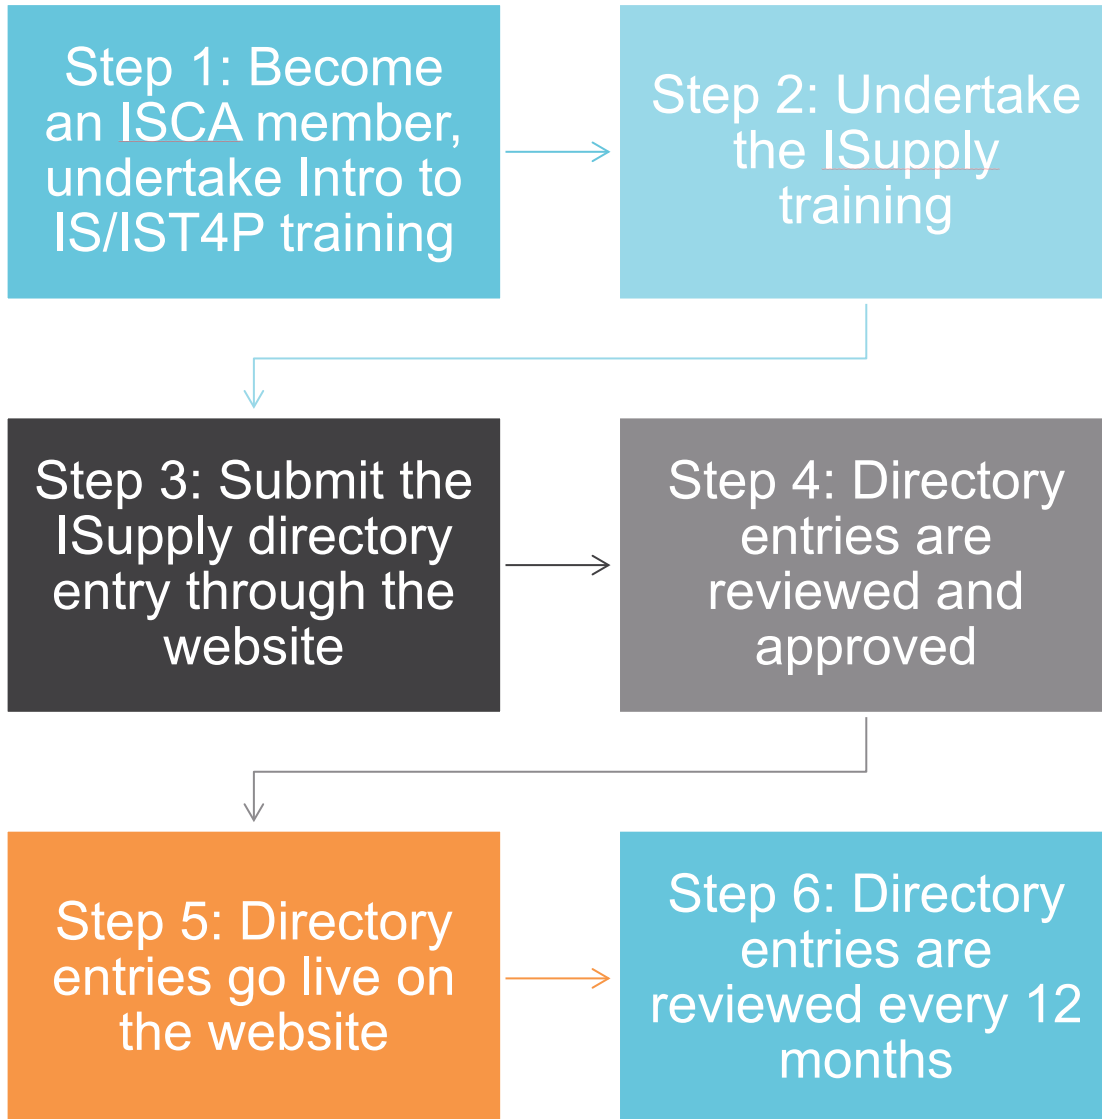 Step 1: Become
an ISCA member,
undertake Intro to
IS/IST4P training
Step 2: Undertake
the ISupply
training
Step 3: Submit the
ISupply directory
entry through the
website
Step 4: Directory
entries are
reviewed and
approved
Step 5: Directory
entries go live on
the website
Step 6: Directory
entries are
reviewed every 12
months